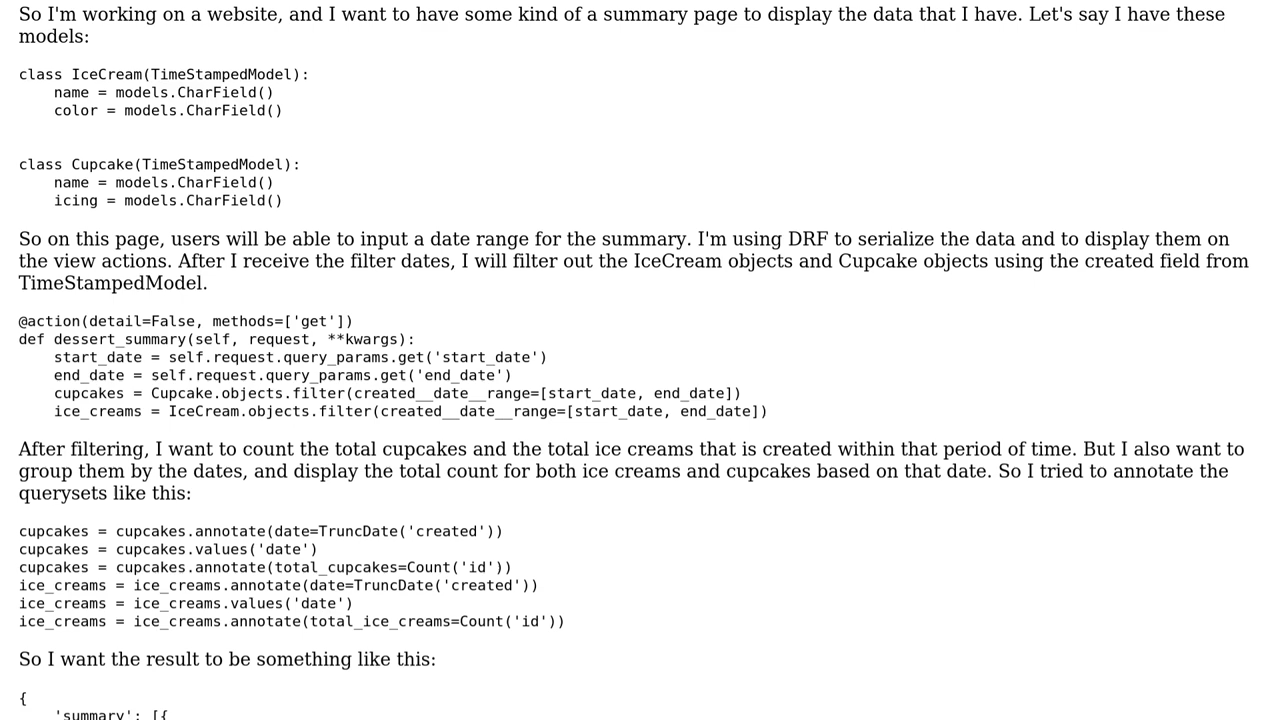 So I'm working on a website, and I want to have some kind of a summary page to display the data that I have. Let's say I have these
models:
class IceCream(TimeStampedModel):
    name = models.CharField()
    color = models.CharField()
class Cupcake(TimeStampedModel):
    name = models.CharField()
    icing = models.CharField()
So on this page, users will be able to input a date range for the summary. I'm using DRF to serialize the data and to display them on
the view actions. After I receive the filter dates, I will filter out the IceCream objects and Cupcake objects using the created field from
TimeStampedModel.
@action(detail=False, methods=['get'])
def dessert_summary(self, request, **kwargs):
    start_date = self.request.query_params.get('start_date')
    end_date = self.request.query_params.get('end_date')
    cupcakes = Cupcake.objects.filter(created__date__range=[start_date, end_date])
    ice_creams = IceCream.objects.filter(created__date__range=[start_date, end_date])
After filtering, I want to count the total cupcakes and the total ice creams that is created within that period of time. But I also want to
group them by the dates, and display the total count for both ice creams and cupcakes based on that date. So I tried to annotate the
querysets like this:
cupcakes = cupcakes.annotate(date=TruncDate('created'))
cupcakes = cupcakes.values('date')
cupcakes = cupcakes.annotate(total_cupcakes=Count('id'))
ice_creams = ice_creams.annotate(date=TruncDate('created'))
ice_creams = ice_creams.values('date')
ice_creams = ice_creams.annotate(total_ice_creams=Count('id'))
So I want the result to be something like this:
{
    'summary': [{